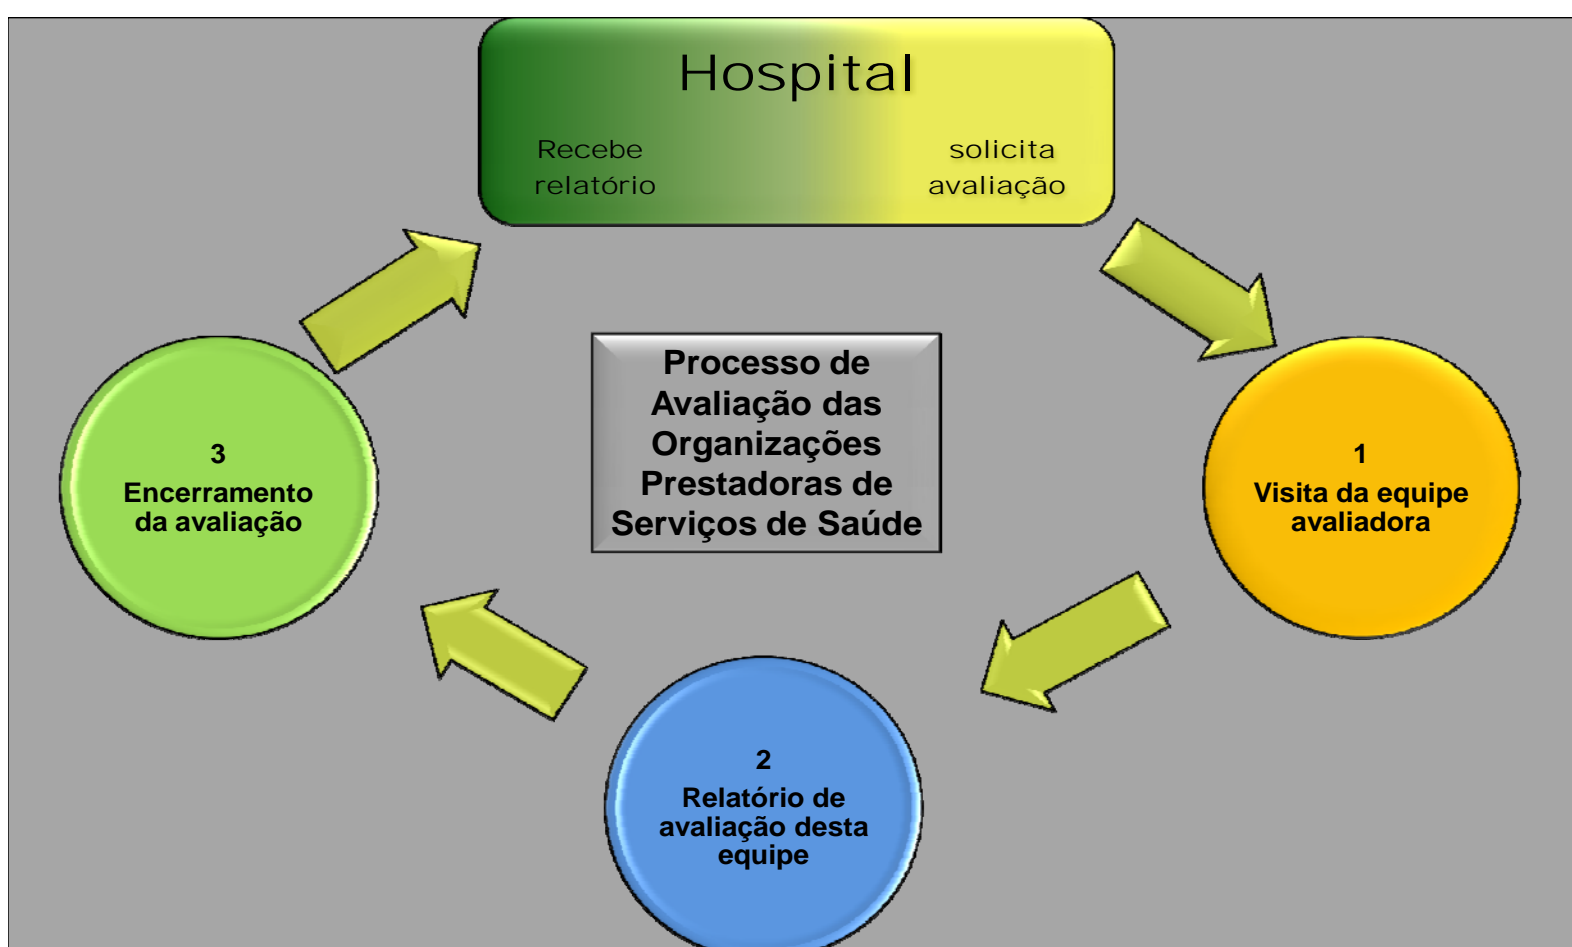 Hospital
Recebe
relatório
solicita
avaliação
Processo de
Avaliação das
Organizações
Prestadoras de
Serviços de Saúde
1
Visita da equipe
avaliadora
2
Relatório de
avaliação desta
equipe
3
Encerramento
da avaliação